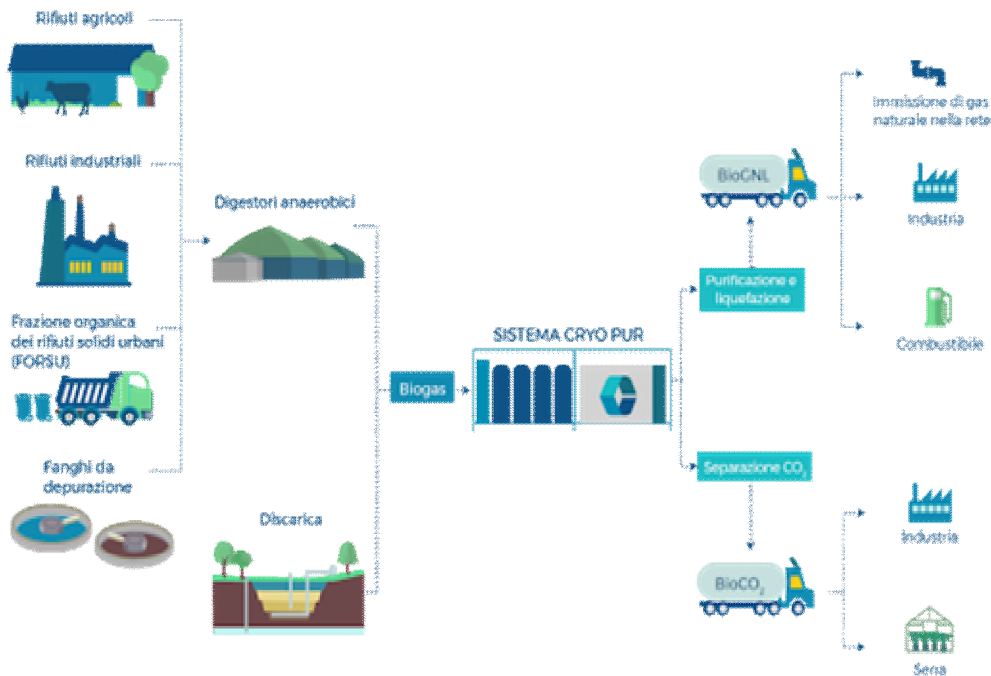 Rifiuti agricoli
Rifiuti industriali
Frazione organica
dei rifiuti solidi urbani
(FORSU)
Fanghi da
depurazione
Digestori anaerobici
Discarica
Biogas
SISTEMA CRYO PUR
Purificazione e
liquefazione
Separazione CO₂
BioGNL
BioCO₂
Immissione di gas
naturale nella rete
Industria
Combustibile
Industria
Serra